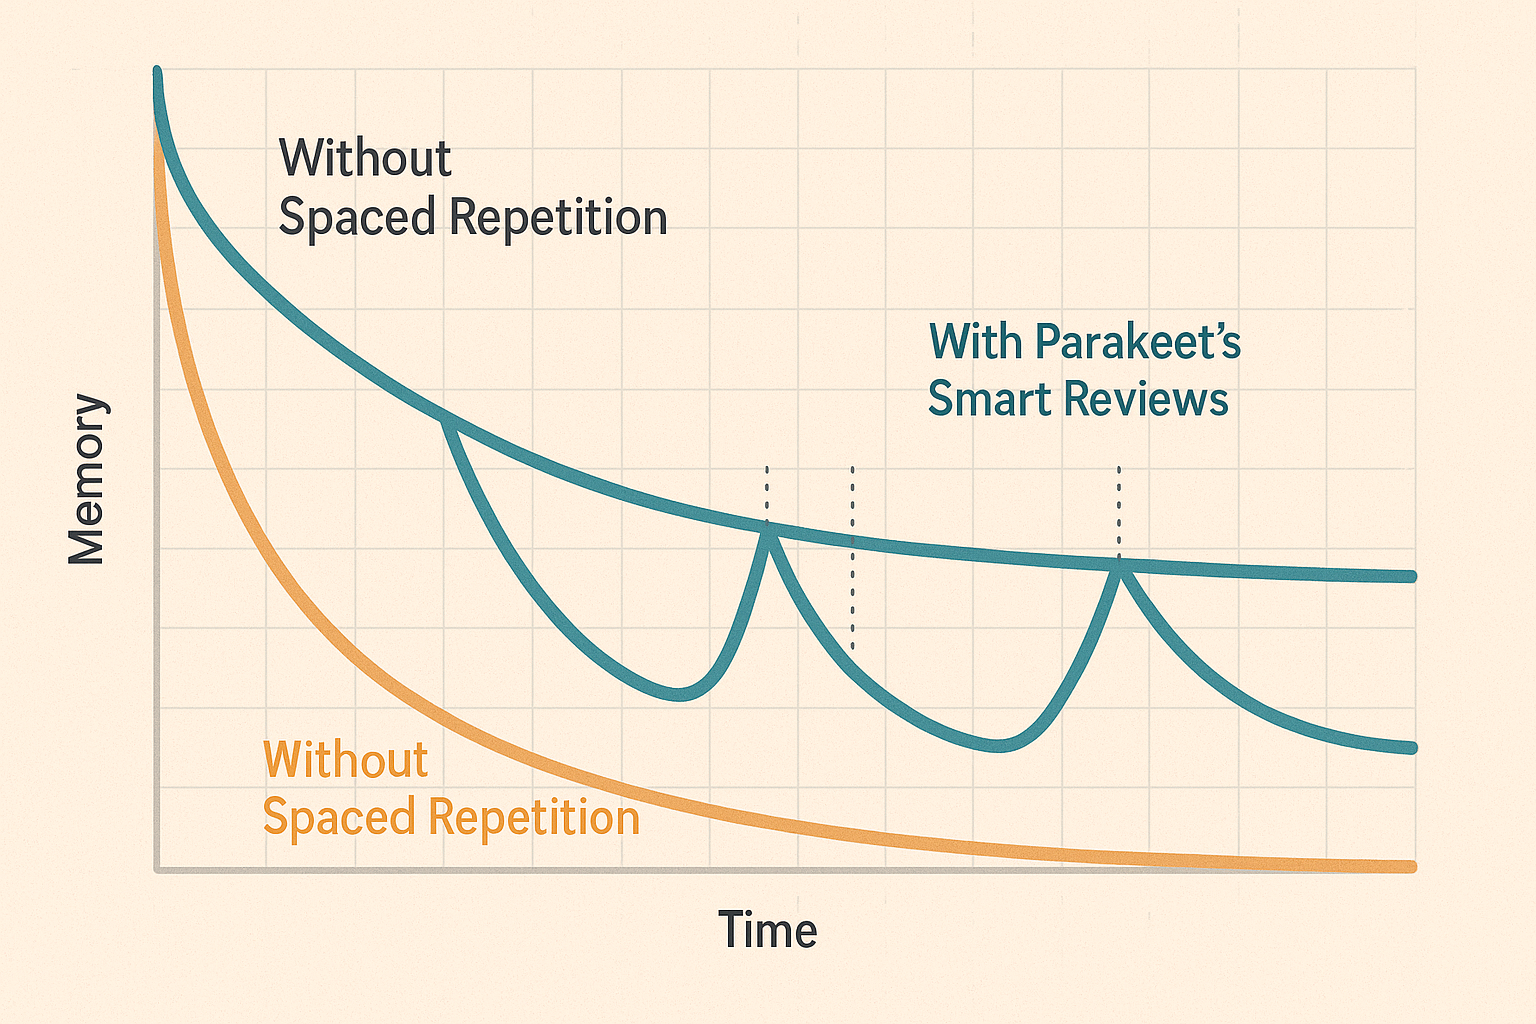 Without
Spaced Repetition
With Parakeet’s
Smart Reviews
Memory
Without
Spaced Repetition
Time